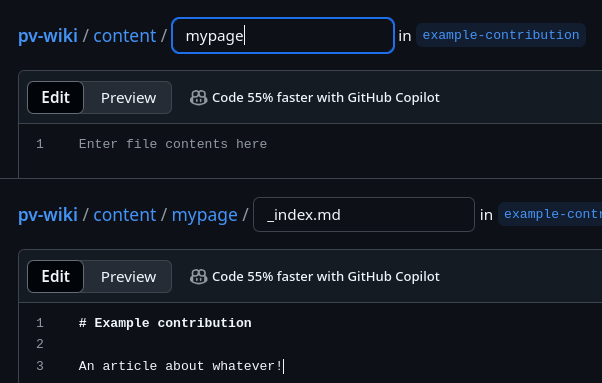 pv-wiki / content / mypage in example-contribution
Edit Preview Code 55% faster with GitHub Copilot
1 Enter file contents here
pv-wiki / content / mypage / _index.md in example-contr
Edit Preview Code 55% faster with GitHub Copilot
1 # Example contribution
2
3 An article about whatever!